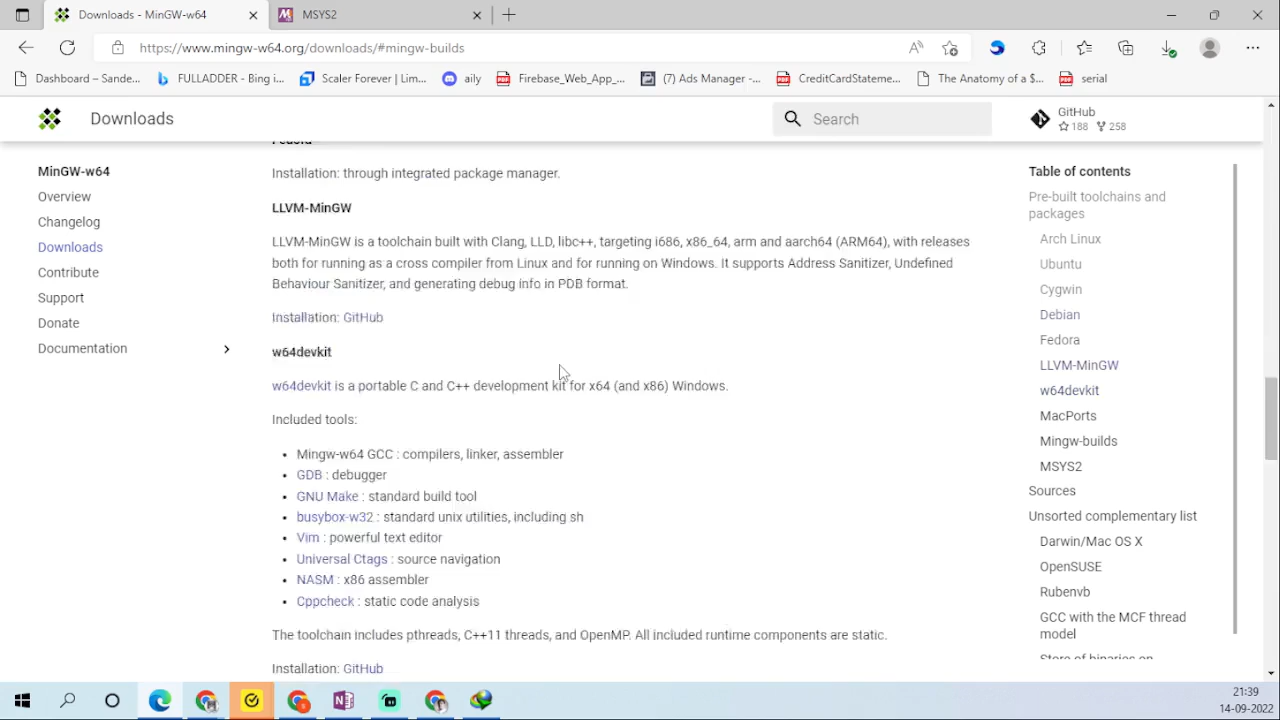 Downloads - MinGW-w64
MSYS2
https://www.mingw-w64.org/downloads/#mingw-builds
Dashboard – Sande...
FULLADDER - Bing i...
Scaler Forever | Lim...
aily
Firebase_Web_App_...
(7) Ads Manager -...
CreditCardStateme...
The Anatomy of a $...
serial
Downloads
Search
GitHub
188 258
MinGW-w64
Overview
Changelog
Downloads
Contribute
Support
Donate
Documentation
Fedora
Installation: through integrated package manager.
LLVM-MinGW
LLVM-MinGW is a toolchain built with Clang, LLD, libc++, targeting i686, x86_64, arm and aarch64 (ARM64), with releases
both for running as a cross compiler from Linux and for running on Windows. It supports Address Sanitizer, Undefined
Behaviour Sanitizer, and generating debug info in PDB format.
Installation: GitHub
w64devkit
w64devkit is a portable C and C++ development kit for x64 (and x86) Windows.
Included tools:
• Mingw-w64 GCC : compilers, linker, assembler
• GDB : debugger
• GNU Make : standard build tool
• busybox-w32 : standard unix utilities, including sh
• Vim : powerful text editor
• Universal Ctags : source navigation
• NASM : x86 assembler
• Cppcheck : static code analysis
The toolchain includes pthreads, C++11 threads, and OpenMP. All included runtime components are static.
Installation: GitHub
Table of contents
Pre-built toolchains and
packages
Arch Linux
Ubuntu
Cygwin
Debian
Fedora
LLVM-MinGW
w64devkit
MacPorts
Mingw-builds
MSYS2
Sources
Unsorted complementary list
Darwin/Mac OS X
OpenSUSE
Rubenvb
GCC with the MCF thread
model
Store of binaries on
21:39
14-09-2022